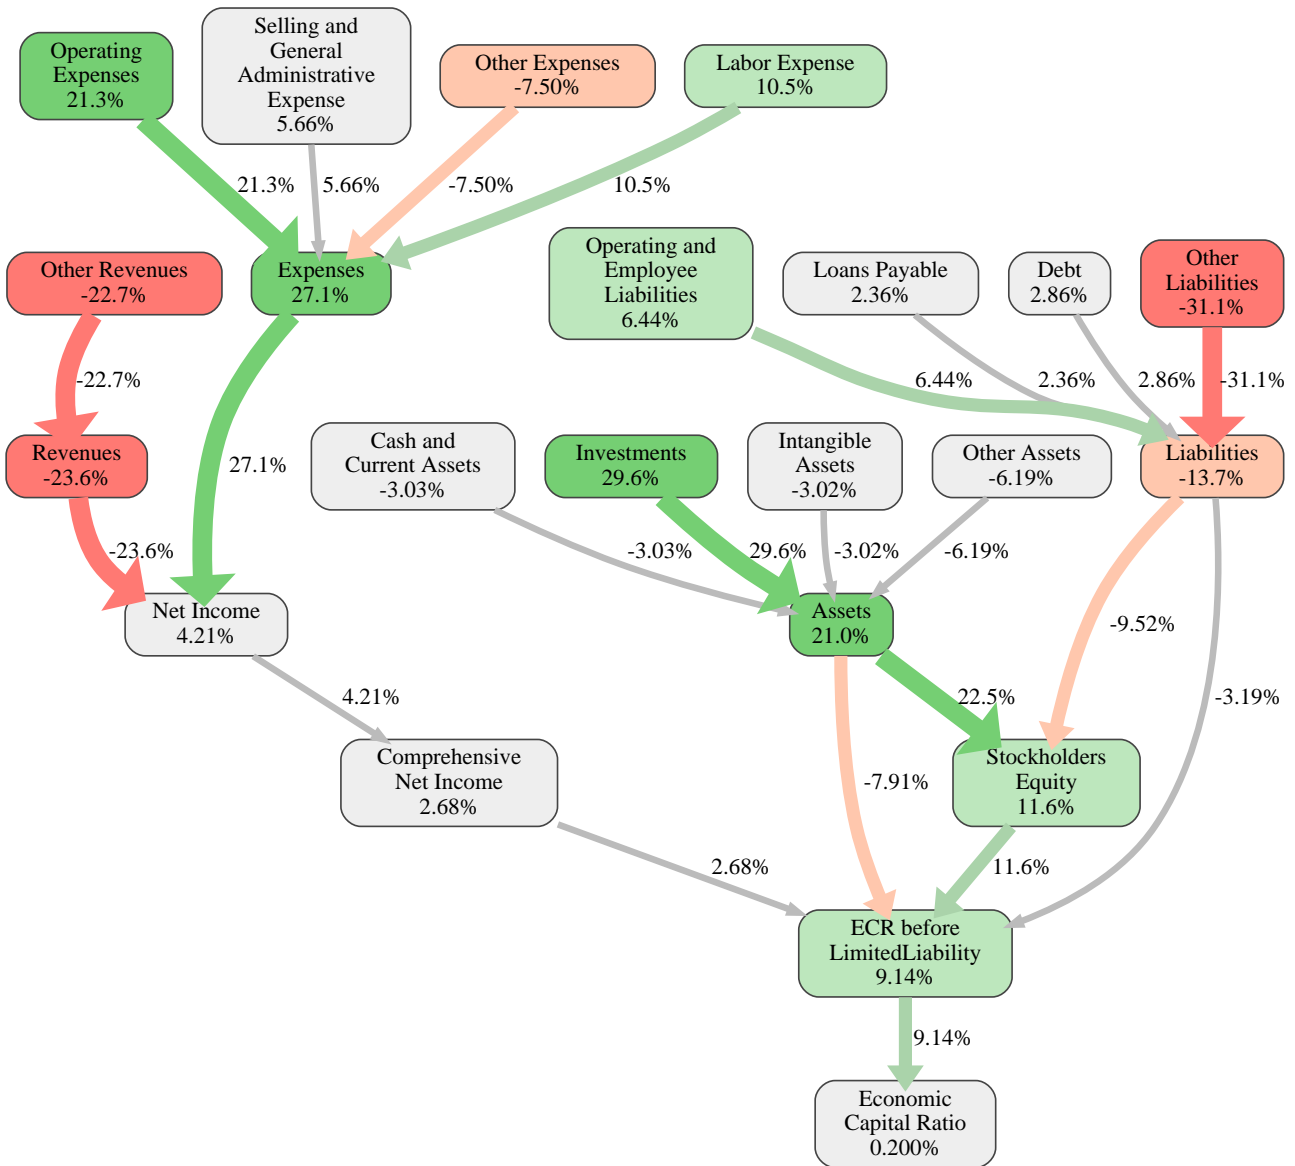 Operating
Expenses
21.3%
Selling and
General
Administrative
Expense
5.66%
Other Expenses
-7.50%
Labor Expense
10.5%
21.3%
5.66%
-7.50%
10.5%
Other Revenues
-22.7%
Expenses
27.1%
Operating and
Employee
Liabilities
6.44%
Loans Payable
2.36%
Debt
2.86%
Other
Liabilities
-31.1%
-22.7%
27.1%
6.44%
2.36%
2.86%
-31.1%
Revenues
-23.6%
Cash and
Current Assets
-3.03%
Investments
29.6%
Intangible
Assets
-3.02%
Other Assets
-6.19%
Liabilities
-13.7%
-23.6%
-3.03%
29.6%
-3.02%
-6.19%
-9.52%
-3.19%
Net Income
4.21%
Assets
21.0%
4.21%
22.5%
-7.91%
Comprehensive
Net Income
2.68%
Stockholders
Equity
11.6%
2.68%
11.6%
ECR before
LimitedLiability
9.14%
9.14%
Economic
Capital Ratio
0.200%